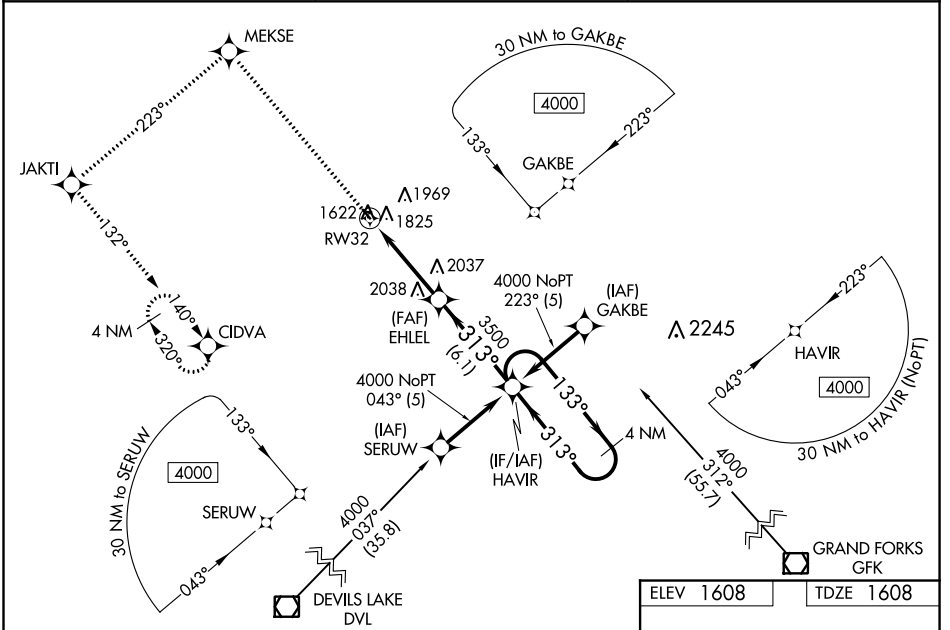 MEKSE
223°
JAKTI
132°
4 NM
140°
320°
CIDVA
30 NM to GAKBE
4000
133°
223°
GAKBE
1969
1622
1825
RW32
2037
2038
(FAF)
EHLEL
3500
313°
(6.1)
4000 NoPT
223° (5)
(IAF)
GAKBE
2245
4000 NoPT
043° (5)
(IAF)
SERUW
(IF/IAF)
HAVIR
133°
313°
4 NM
223°
HAVIR
043°
4000
30 NM to HAVIR (NoPT)
133°
4000
30 NM to SERUW
SERUW
043°
4000
037°
(35.8)
DEVILS LAKE
DVL
4000
312°
(55.7)
GRAND FORKS
GFK
ELEV 1608
TDZE 1608